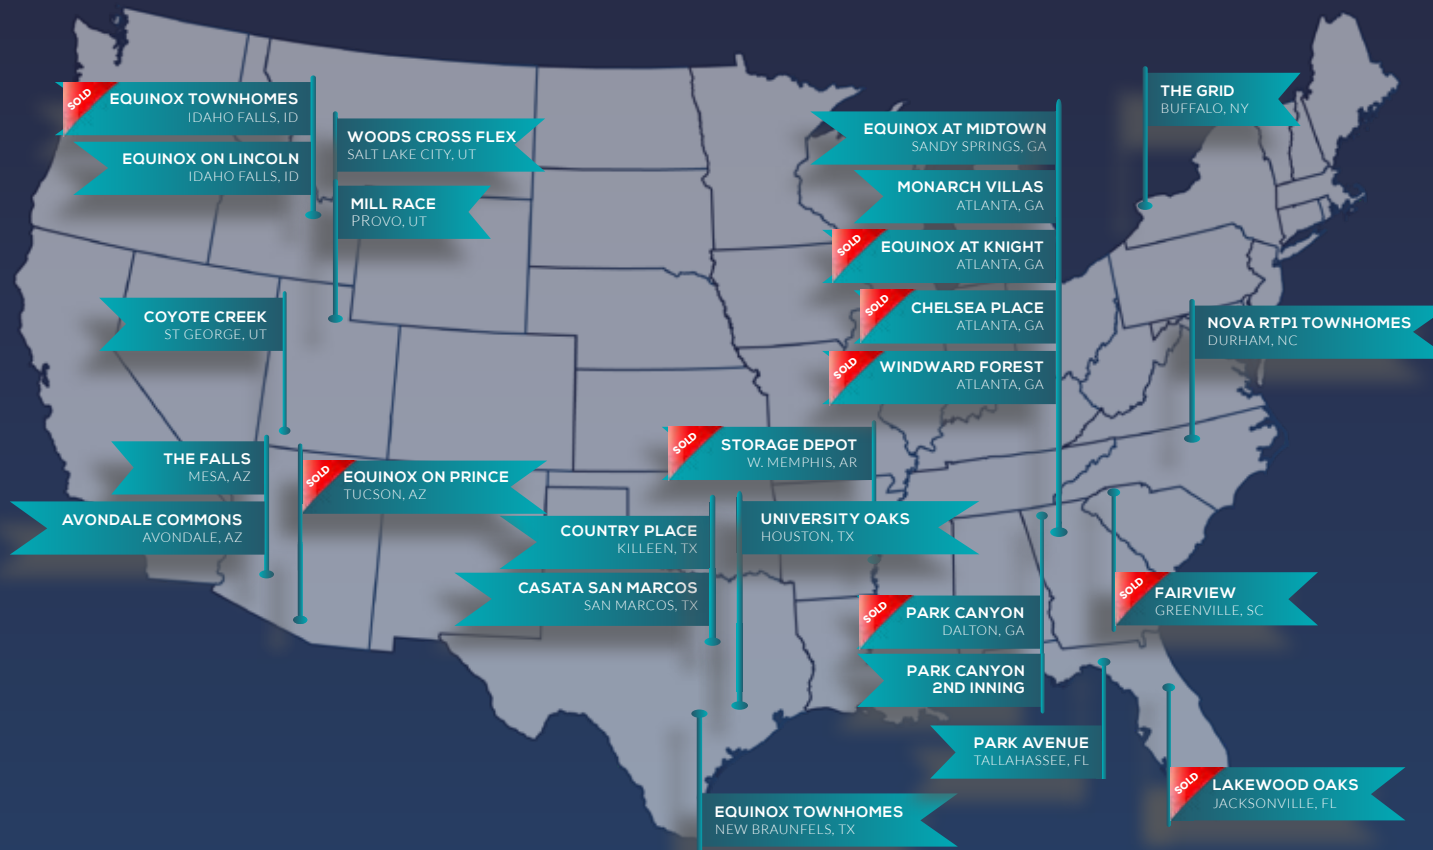 SOLD
EQUINOX TOWNHOMES
IDAHO FALLS, ID
EQUINOX ON LINCOLN
IDAHO FALLS, ID
WOODS CROSS FLEX
SALT LAKE CITY, UT
MILL RACE
PROVO, UT
COYOTE CREEK
ST GEORGE, UT
THE FALLS
MESA, AZ
AVONDALE COMMONS
AVONDALE, AZ
SOLD
EQUINOX ON PRINCE
TUCSON, AZ
SOLD
STORAGE DEPOT
W. MEMPHIS, AR
COUNTRY PLACE
KILLEEN, TX
CASATA SAN MARCOS
SAN MARCOS, TX
UNIVERSITY OAKS
HOUSTON, TX
EQUINOX TOWNHOMES
NEW BRAUNFELS, TX
EQUINOX AT MIDTOWN
SANDY SPRINGS, GA
MONARCH VILLAS
ATLANTA, GA
SOLD
EQUINOX AT KNIGHT
ATLANTA, GA
SOLD
CHELSEA PLACE
ATLANTA, GA
SOLD
WINDWARD FOREST
ATLANTA, GA
THE GRID
BUFFALO, NY
NOVA RTP1 TOWNHOMES
DURHAM, NC
SOLD
FAIRVIEW
GREENVILLE, SC
SOLD
PARK CANYON
DALTON, GA
PARK CANYON
2ND INNING
PARK AVENUE
TALLAHASSEE, FL
SOLD
LAKEWOOD OAKS
JACKSONVILLE, FL